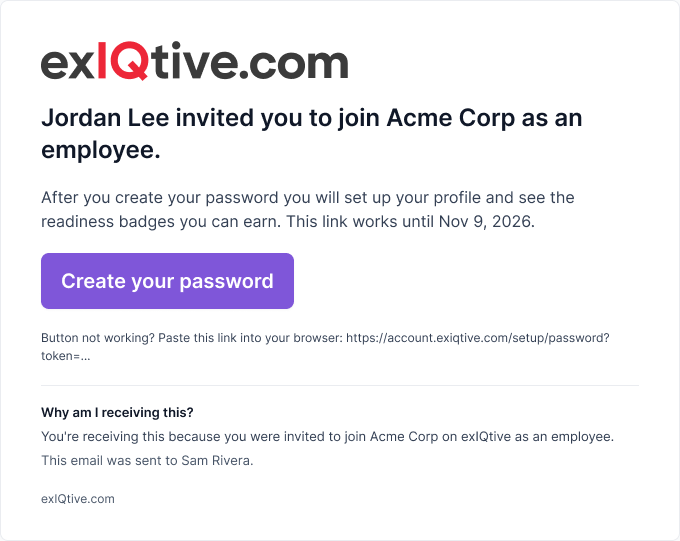 exIQtive.com
Jordan Lee invited you to join Acme Corp as an
employee.
After you create your password you will set up your profile and see the
readiness badges you can earn. This link works until Nov 9, 2026.
Create your password
Button not working? Paste this link into your browser: https://account.exiqtive.com/setup/password?
token=...
Why am I receiving this?
You're receiving this because you were invited to join Acme Corp on exIQtive as an employee.
This email was sent to Sam Rivera.
exIQtive.com